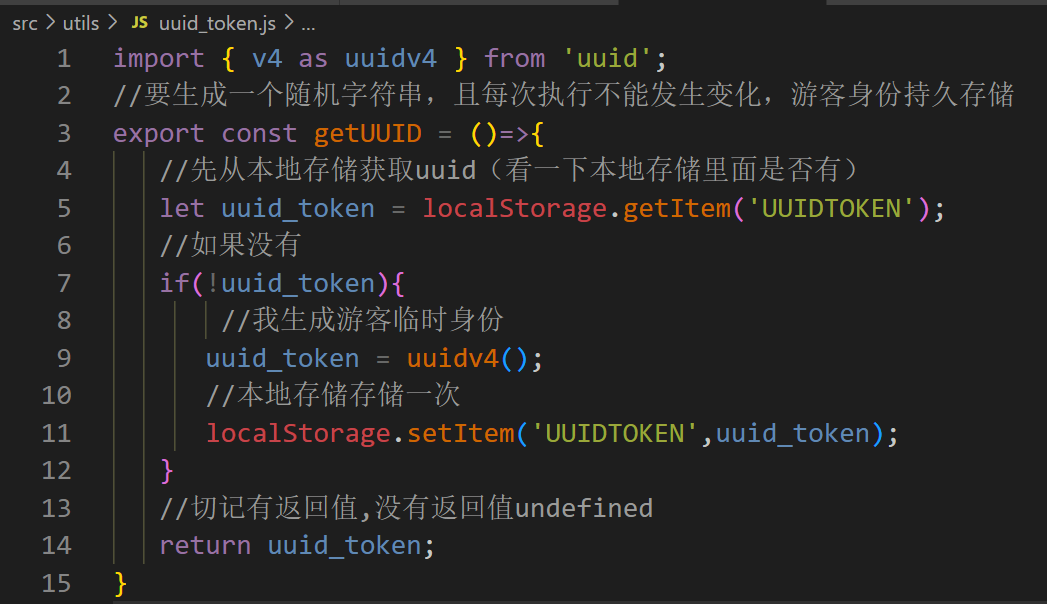 src > utils > JS uuid_token.js > ...
1 import { v4 as uuidv4 } from 'uuid';
2 //要生成一个随机字符串，且每次执行不能发生变化，游客身份持久存储
3 export const getUUID = ()=>{
4 //先从本地存储获取uuid（看一下本地存储里面是否有）
5 let uuid_token = localStorage.getItem('UUIDTOKEN');
6 //如果没有
7 if(!uuid_token){
8 //我生成游客临时身份
9 uuid_token = uuidv4();
10 //本地存储存储一次
11 localStorage.setItem('UUIDTOKEN',uuid_token);
12 }
13 //切记有返回值,没有返回值undefined
14 return uuid_token;
15 }